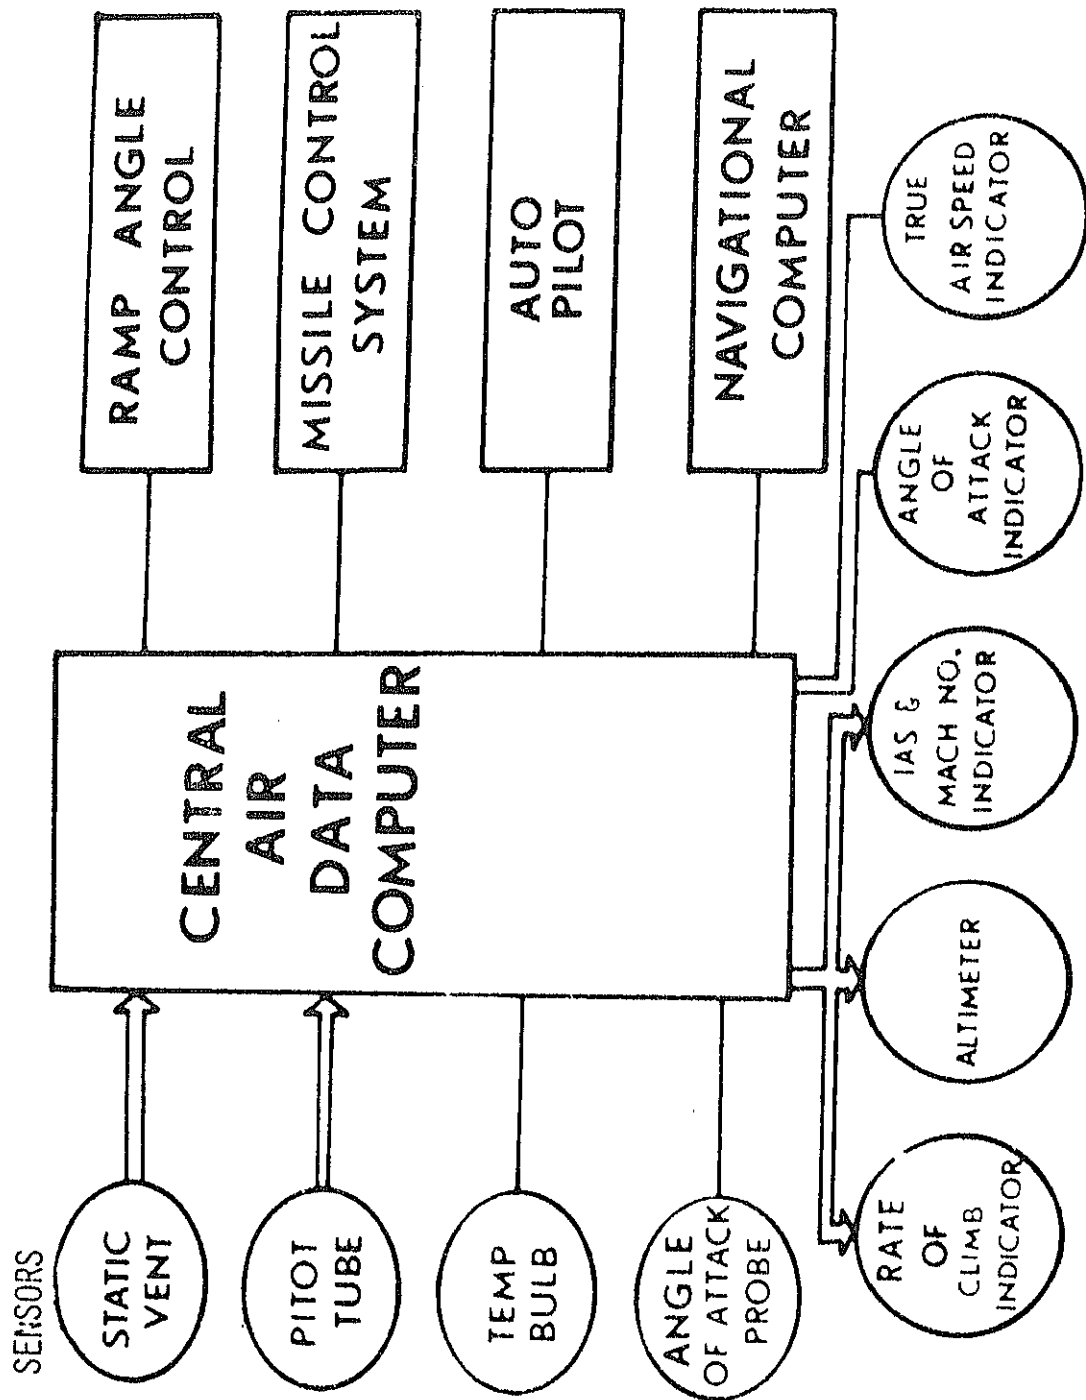 SENSORS
STATIC
VENT
PITOT
TUBE
TEMP
BULB
ANGLE
OF ATTACK
PROBE
CENTRAL
AIR
DATA
COMPUTER
RAMP ANGLE
CONTROL
MISSILE CONTROL
SYSTEM
AUTO
PILOT
NAVIGATIONAL
COMPUTER
RATE
OF
CLIMB
INDICATOR
ALTIMETER
IAS &
MACH NO.
INDICATOR
ANGLE
OF
ATTACK
INDICATOR
TRUE
AIR SPEED
INDICATOR